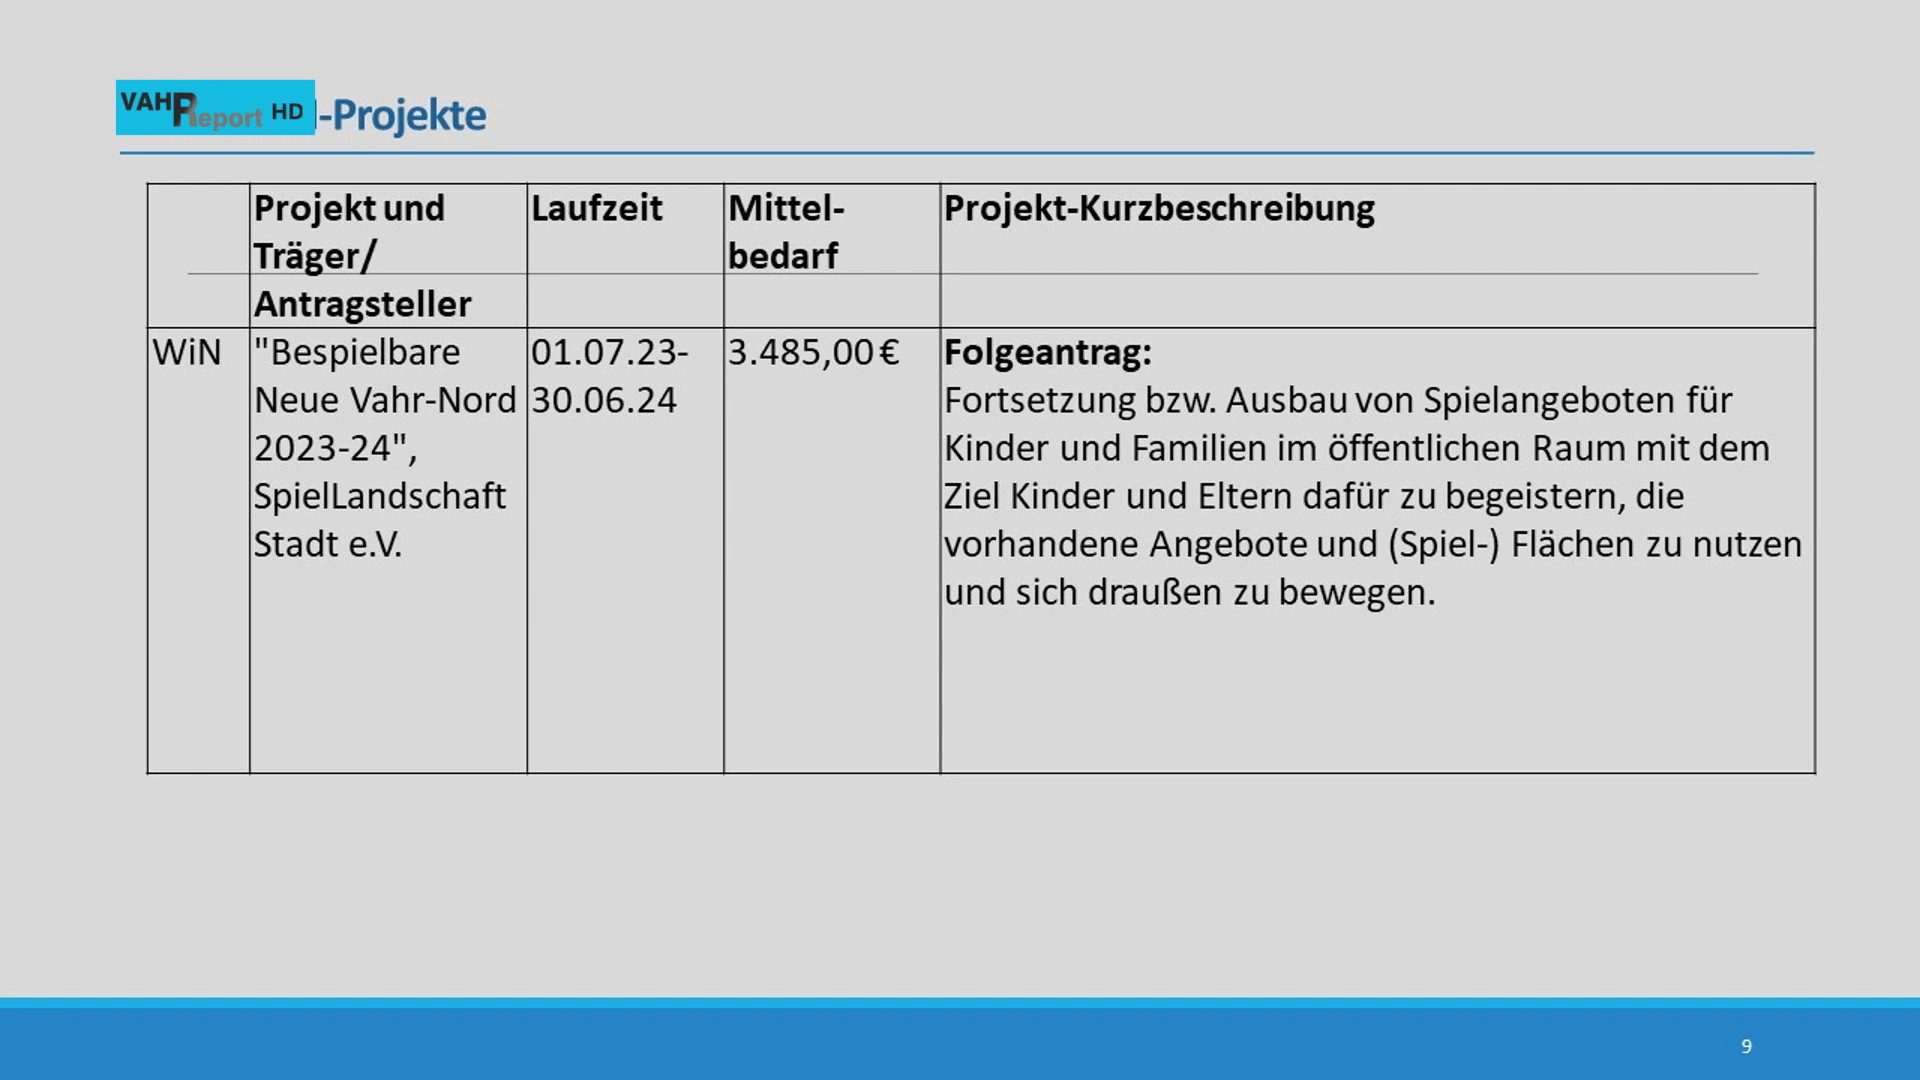 VAHReport HD
-Projekte
Projekt und
Träger/
Antragsteller
Laufzeit
Mittel-
bedarf
Projekt-Kurzbeschreibung
WiN
"Bespielbare
Neue Vahr-Nord
2023-24",
SpielLandschaft
Stadt e.V.
01.07.23-
30.06.24
3.485,00 €
Folgeantrag:
Fortsetzung bzw. Ausbau von Spielangeboten für
Kinder und Familien im öffentlichen Raum mit dem
Ziel Kinder und Eltern dafür zu begeistern, die
vorhandene Angebote und (Spiel-) Flächen zu nutzen
und sich draußen zu bewegen.
9